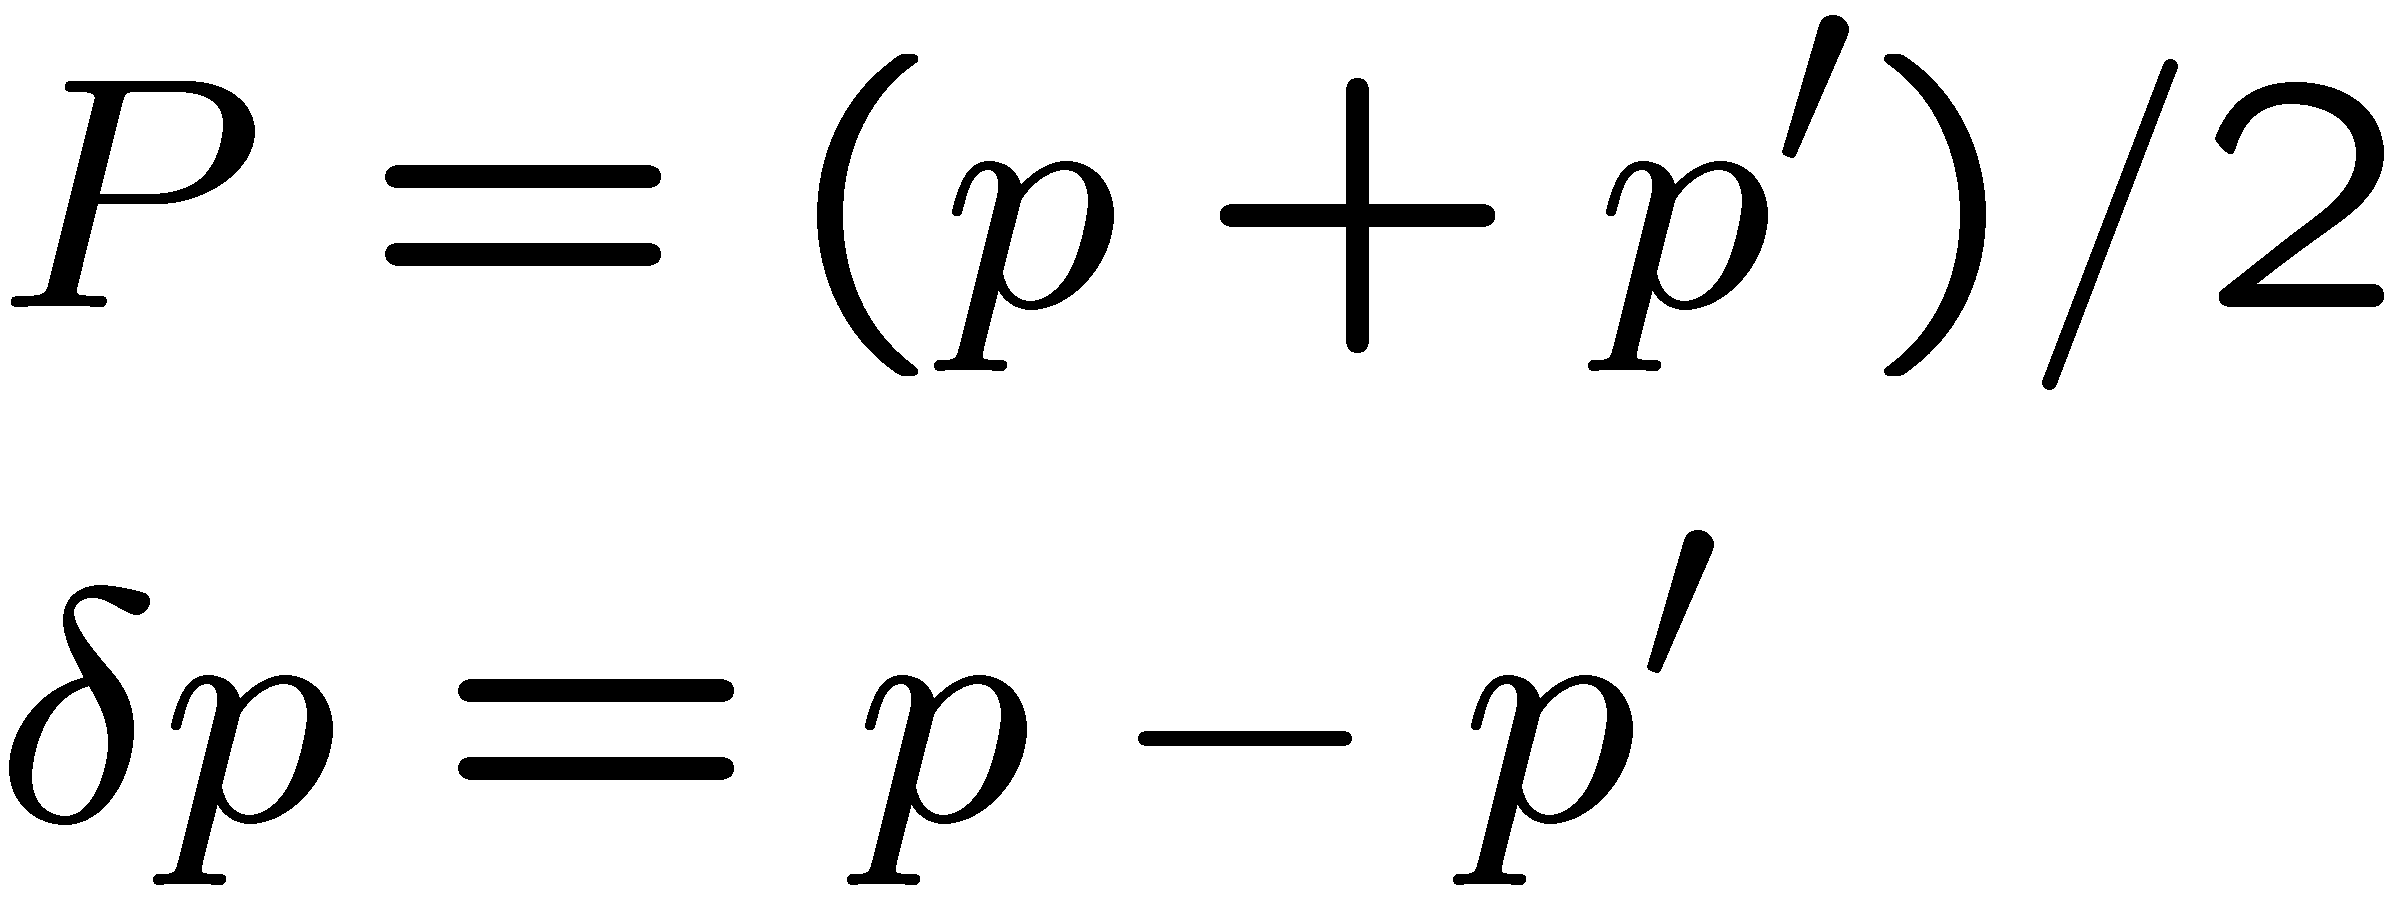 P = (p + p′)/2
δp = p − p′